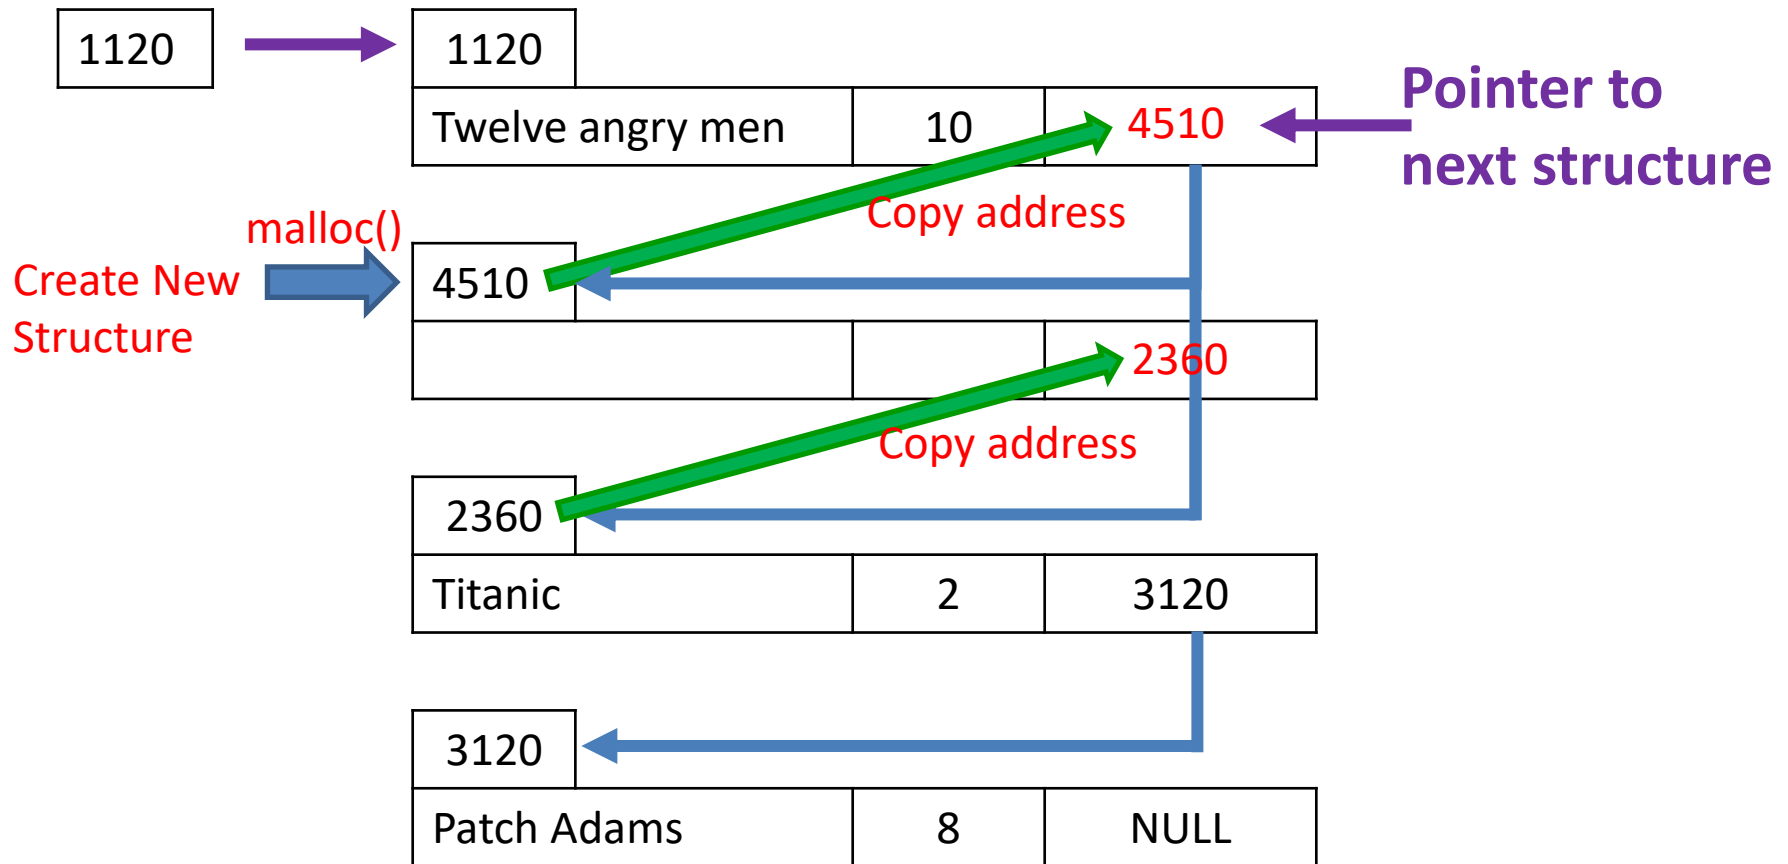 1120
1120
Twelve angry men 10 4510
Pointer to
next structure
Copy address
malloc()
Create New
Structure
4510
2360
Copy address
2360
Titanic 2 3120
3120
Patch Adams 8 NULL